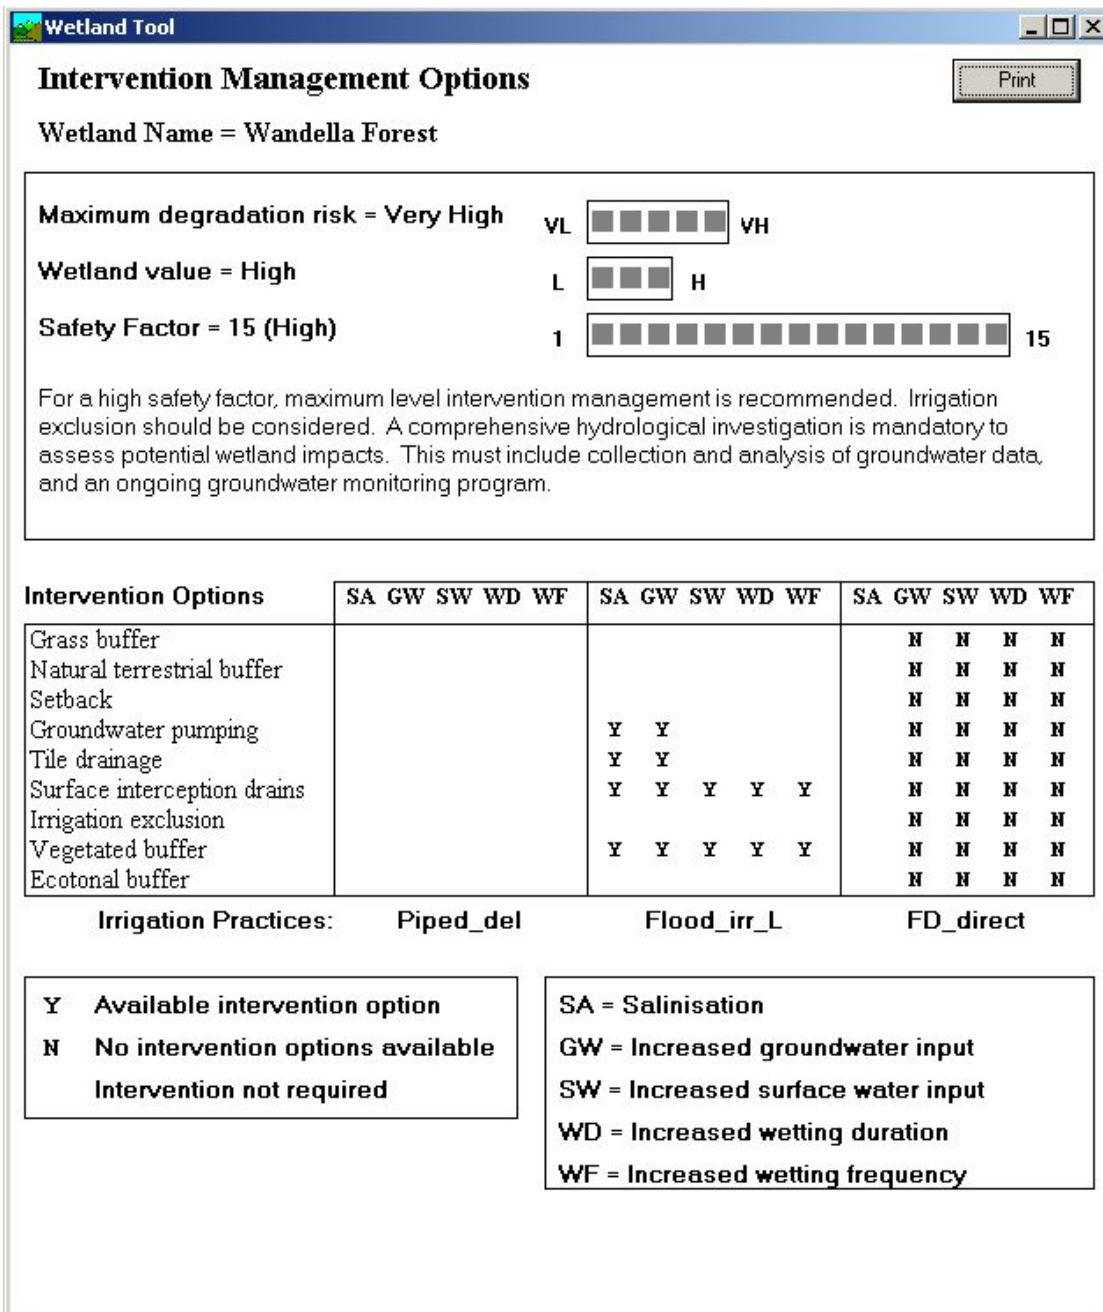 Wetland Tool
Intervention Management Options
Print
Wetland Name = Wandella Forest
Maximum degradation risk = Very High VL VH
Wetland value = High L H
Safety Factor = 15 (High) 1 15
For a high safety factor, maximum level intervention management is recommended. Irrigation
exclusion should be considered. A comprehensive hydrological investigation is mandatory to
assess potential wetland impacts. This must include collection and analysis of groundwater data,
and an ongoing groundwater monitoring program.
Intervention Options SA GW SW WD WF SA GW SW WD WF SA GW SW WD WF
Grass buffer N N N N
Natural terrestrial buffer N N N N
Setback N N N N
Groundwater pumping Y Y N N N N
Tile drainage Y Y N N N N
Surface interception drains Y Y Y Y Y N N N N
Irrigation exclusion N N N N
Vegetated buffer Y Y Y Y Y N N N N
Ecotonal buffer N N N N
Irrigation Practices: Piped_del Flood_irr_L FD_direct
Y Available intervention option
N No intervention options available
Intervention not required
SA = Salinisation
GW = Increased groundwater input
SW = Increased surface water input
WD = Increased wetting duration
WF = Increased wetting frequency